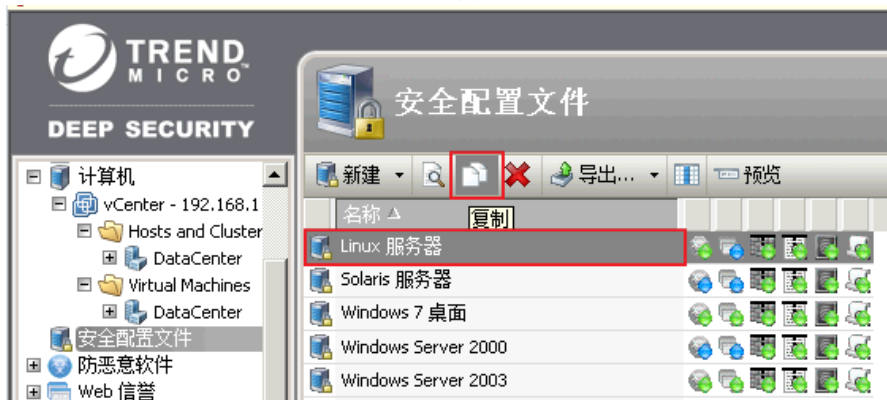 TREND
MICRO
DEEP SECURITY
安全配置文件
新建
导出...
预览
计算机
vCenter - 192.168.1
Hosts and Cluster
DataCenter
Virtual Machines
DataCenter
安全配置文件
防恶意软件
Web 信誉
名称
复制
Linux 服务器
Solaris 服务器
Windows 7 桌面
Windows Server 2000
Windows Server 2003